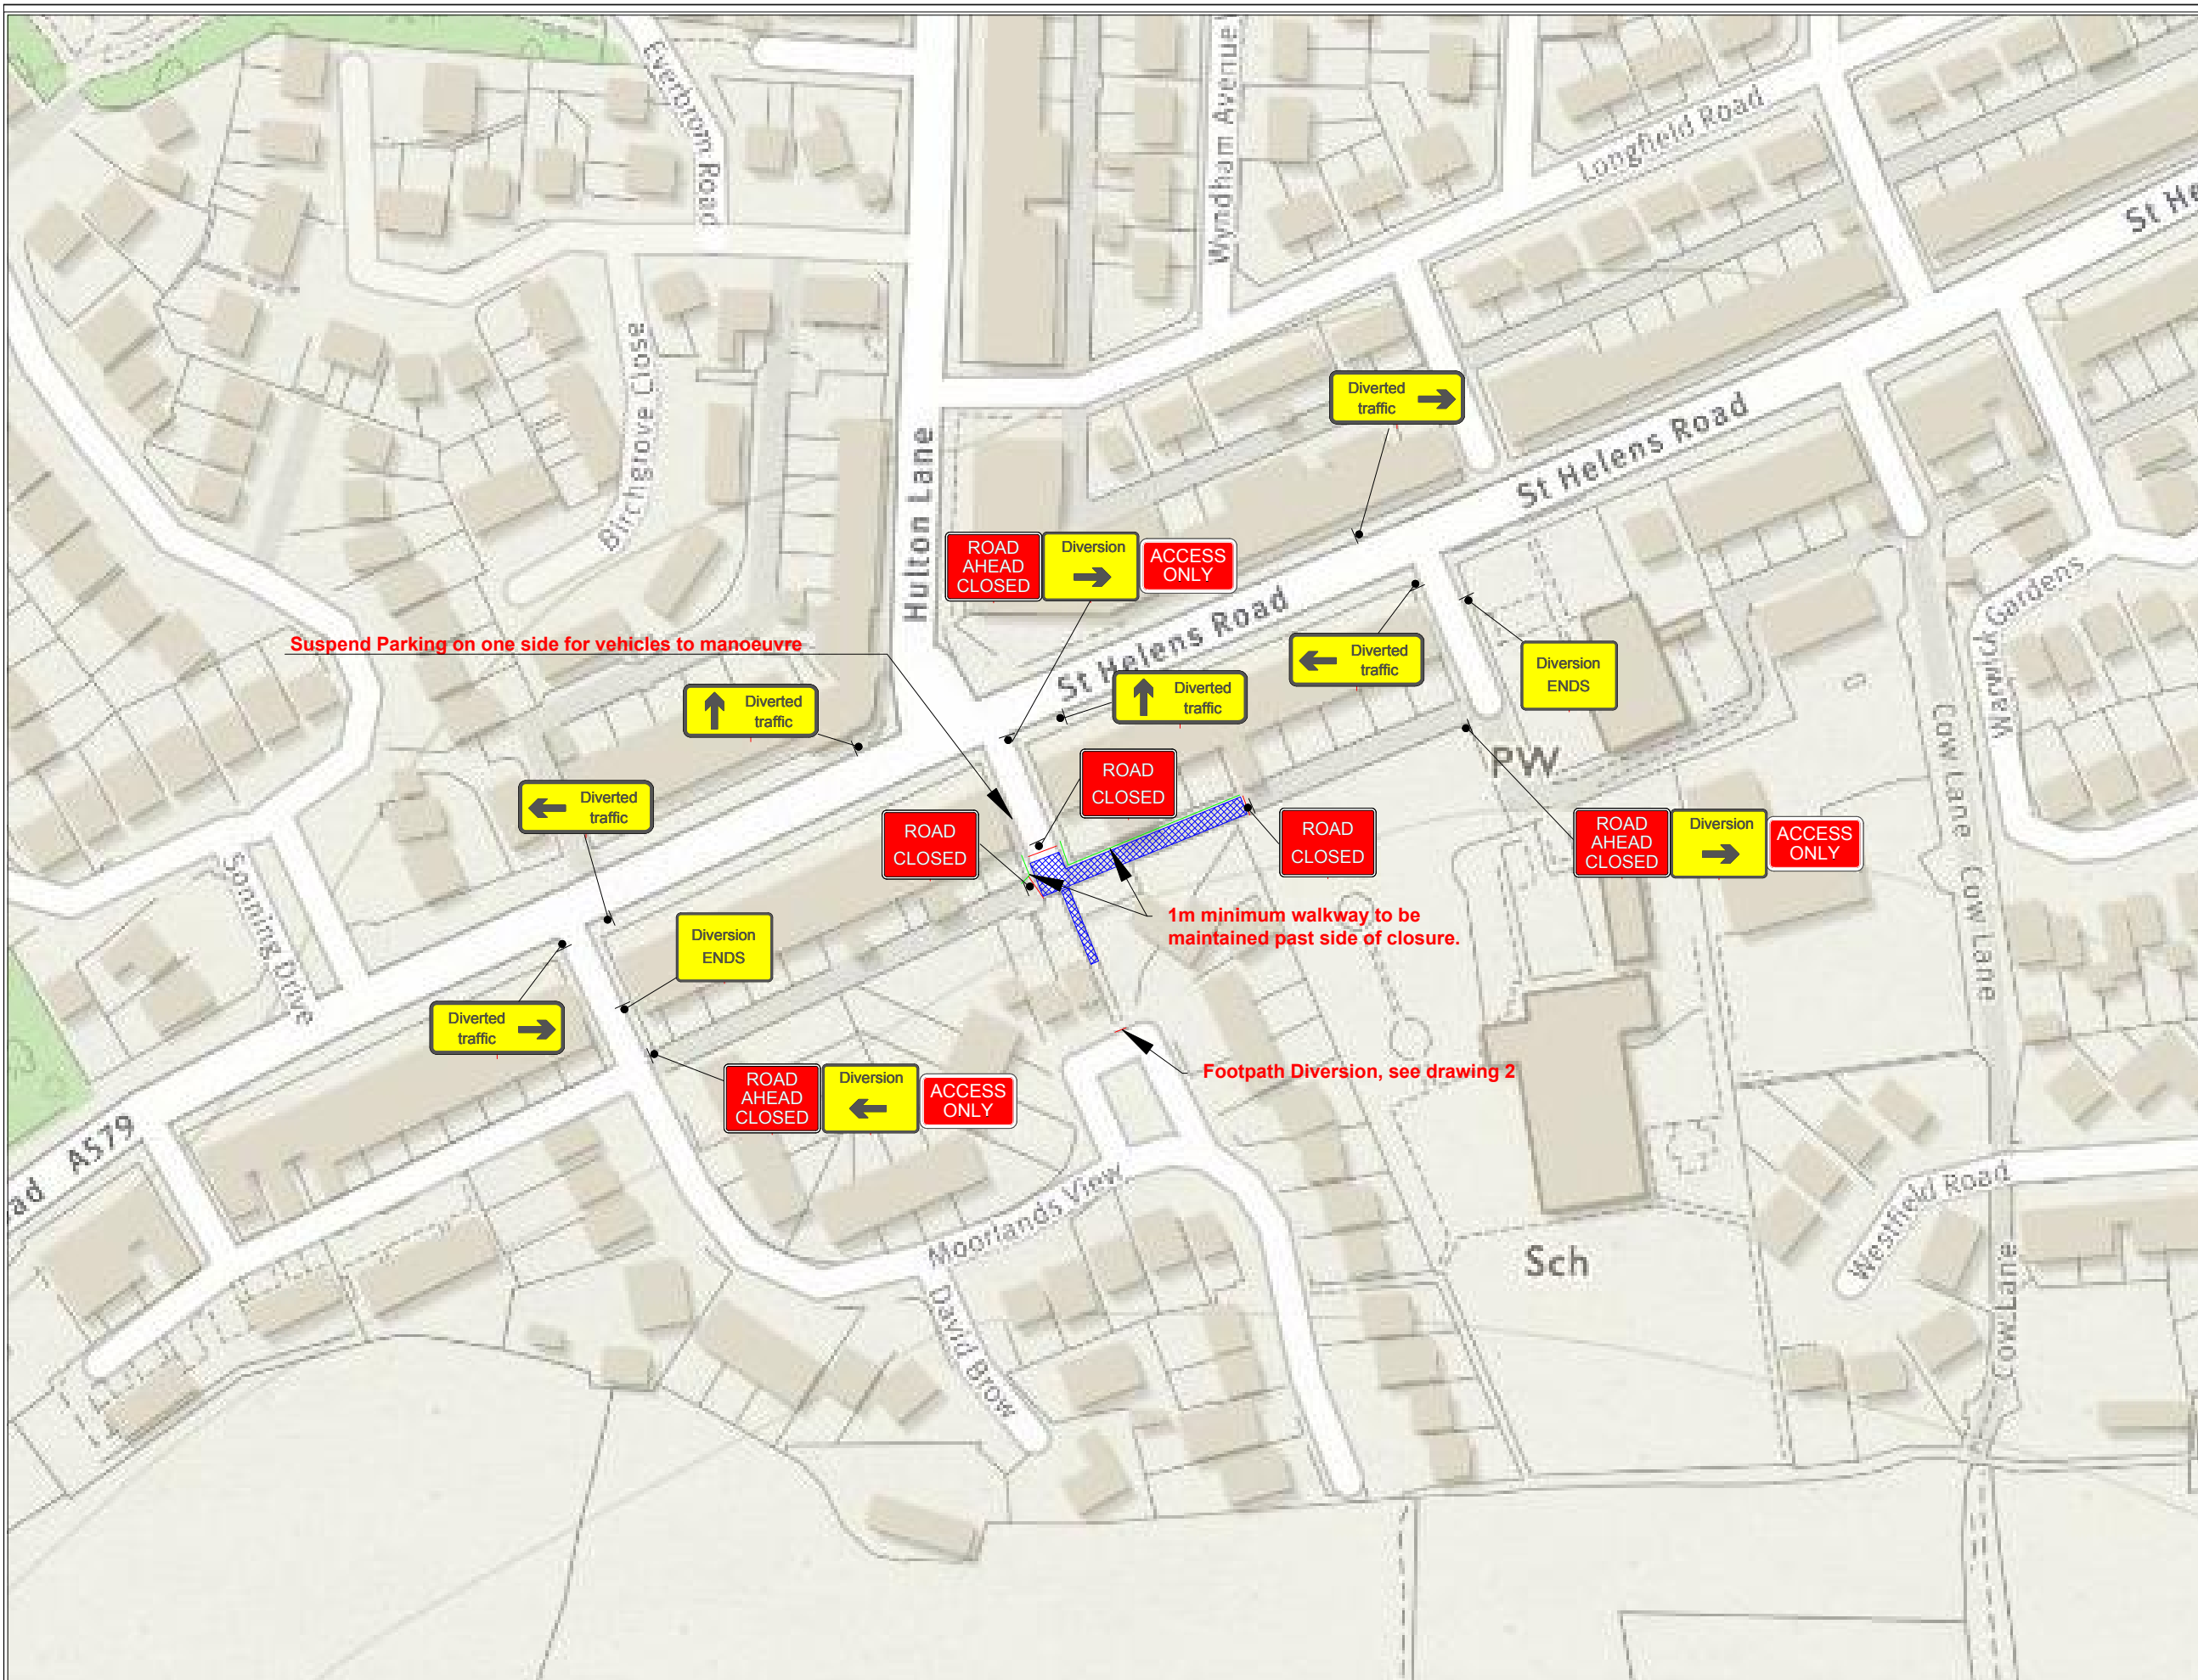 Everbrom Road
Wyndham Avenue
Longfield Road
St He
Birchgrove Close
Hulton Lane
Diverted
traffic
St Helens Road
ROAD
AHEAD
CLOSED
Diversion
ACCESS
ONLY
Suspend Parking on one side for vehicles to manoeuvre
St Helens Road
Diverted
traffic
Diversion
ENDS
Newink Gardens
Diverted
traffic
Diverted
traffic
Cow Lane
PW
ROAD
CLOSED
Diverted
traffic
ROAD
CLOSED
ROAD
CLOSED
ROAD
AHEAD
CLOSED
Diversion
ACCESS
ONLY
Sonning Drive
1m minimum walkway to be
maintained past side of closure.
Cow Lane
Diversion
ENDS
Diverted
traffic
Footpath Diversion, see drawing 2
ROAD
AHEAD
CLOSED
Diversion
ACCESS
ONLY
ad A579
Moorlands View
Westfield Road
Sch
Cow Lane
David Brow